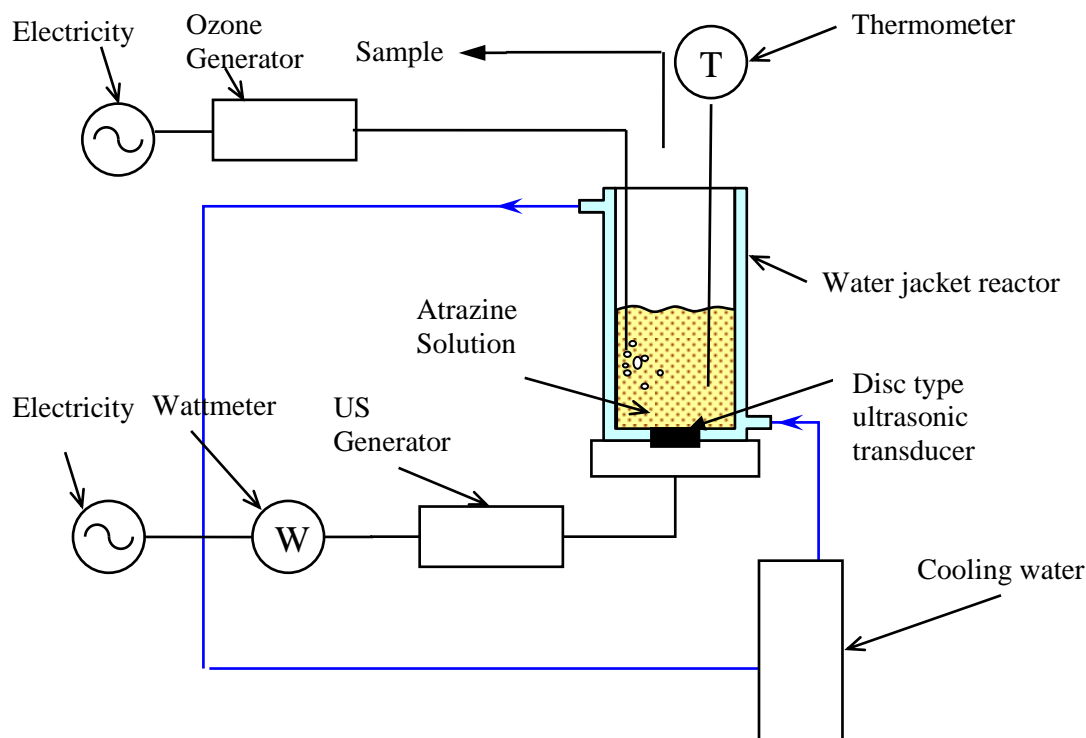 Electricity
Ozone
Generator
Sample
T
Thermometer
Water jacket reactor
Atrazine
Solution
Disc type
ultrasonic
transducer
Electricity
Wattmeter
US
Generator
W
Cooling water